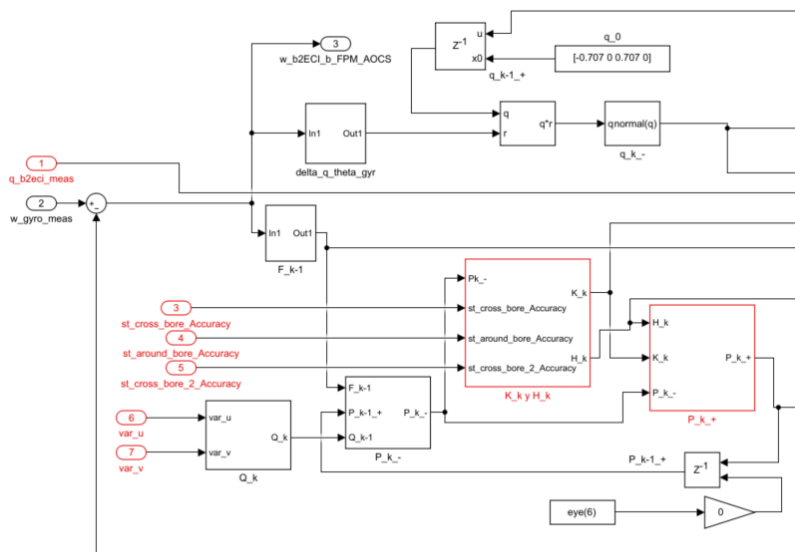 3
w_b2ECI_b_FPM_AOCS
Z⁻¹
u
x0
q_k-1_+
q_0
[-0.707 0 0.707 0]
In1
Out1
delta_q_theta_gyr
q
r
q*r
qnormal(q)
q_k_-
1
q_b2eci_meas
2
w_gyro_meas
+
-
In1
Out1
F_k-1
3
st_cross_bore_Accuracy
4
st_around_bore_Accuracy
5
st_cross_bore_2_Accuracy
Pk_-
st_cross_bore_Accuracy
st_around_bore_Accuracy
st_cross_bore_2_Accuracy
K_k
H_k
K_k y H_k
H_k
K_k
P_k_-
P_k_+
P_k_+
6
var_u
7
var_v
var_u
var_v
Q_k
Q_k
F_k-1
P_k-1_+
Q_k-1
P_k_-
P_k_-
P_k-1_+
Z⁻¹
eye(6)
0